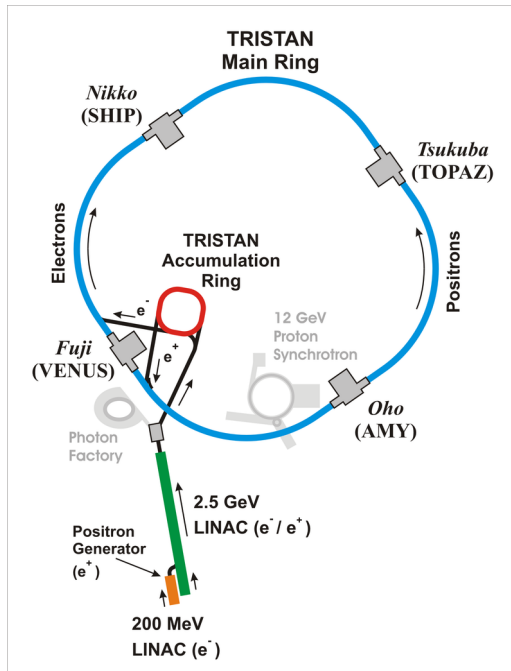 TRISTAN
Main Ring
Nikko
(SHIP)
Tsukuba
(TOPAZ)
Electrons
Positrons
TRISTAN
Accumulation
Ring
e-
e+
12 GeV
Proton
Synchrotron
Fuji
(VENUS)
Oho
(AMY)
Photon
Factory
2.5 GeV
LINAC (e-/ e+)
Positron
Generator
(e+)
200 MeV
LINAC (e-)